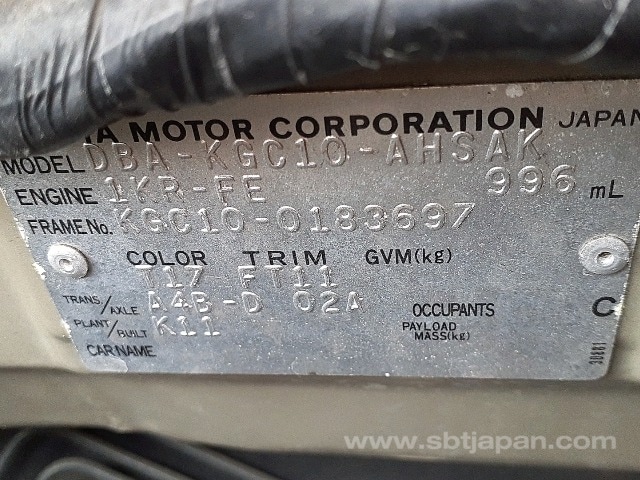 A MOTOR CORPORATION JAPAN
MODEL DBA-KGC10-AHSAK
ENGINE 1KR-FE 996 mL
FRAME No. KGC10-0183697
COLOR TRIM GVM(kg)
T17 FT11
TRANS./AXLE A4B-D 02A OCCUPANTS C
PLANT/BUILT K11 PAYLOAD MASS(kg)
CAR NAME
30881
www.sbtjapan.com